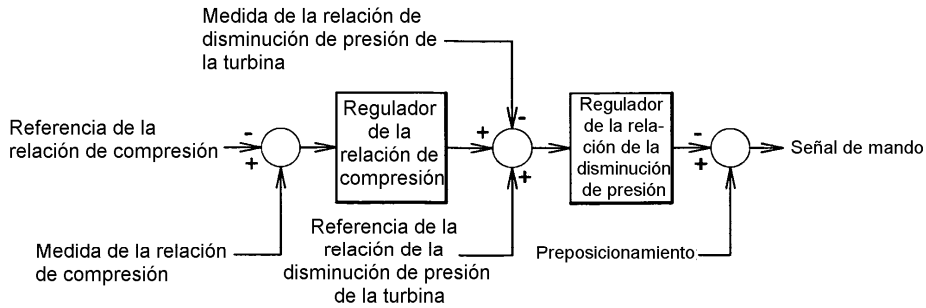 Medida de la relación de
disminución de presión de
la turbina
Referencia de la
relación de compresión
-
+
Regulador
de la
relación de
compresión
+
-
+
Regulador
de la rela-
ción de la
disminución
de presión
-
+
Señal de mando
Medida de la relación
de compresión
Referencia de la
relación de la
disminución de presión
de la turbina
Preposicionamiento